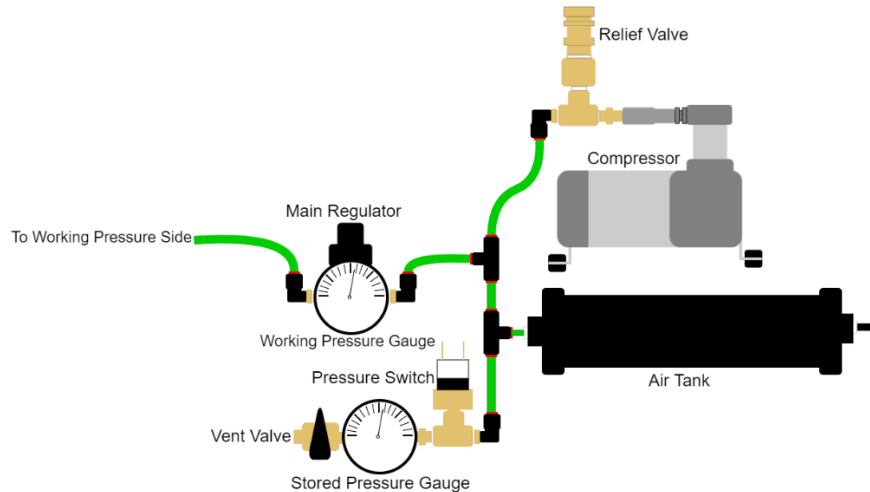 Relief Valve
Compressor
Main Regulator
To Working Pressure Side
Working Pressure Gauge
Pressure Switch
Air Tank
Vent Valve
Stored Pressure Gauge